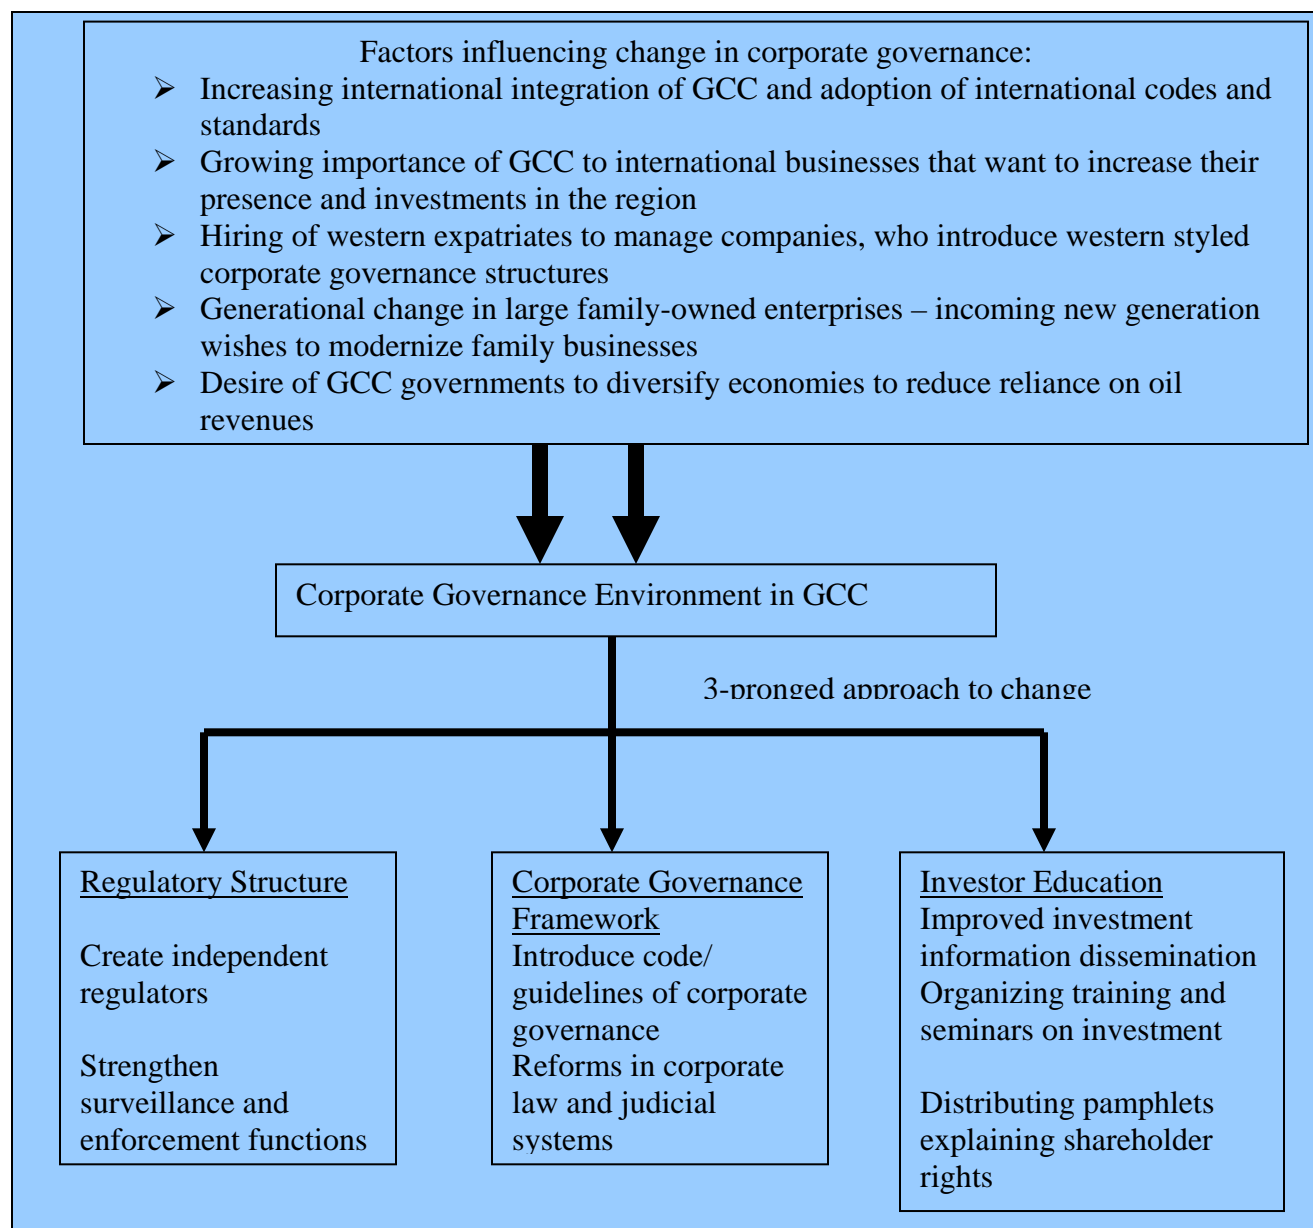 Factors influencing change in corporate governance:
➢ Increasing international integration of GCC and adoption of international codes and
standards
➢ Growing importance of GCC to international businesses that want to increase their
presence and investments in the region
➢ Hiring of western expatriates to manage companies, who introduce western styled
corporate governance structures
➢ Generational change in large family-owned enterprises – incoming new generation
wishes to modernize family businesses
➢ Desire of GCC governments to diversify economies to reduce reliance on oil
revenues
Corporate Governance Environment in GCC
3-pronged approach to change
Regulatory Structure
Create independent
regulators
Strengthen
surveillance and
enforcement functions
Corporate Governance
Framework
Introduce code/
guidelines of corporate
governance
Reforms in corporate
law and judicial
systems
Investor Education
Improved investment
information dissemination
Organizing training and
seminars on investment
Distributing pamphlets
explaining shareholder
rights